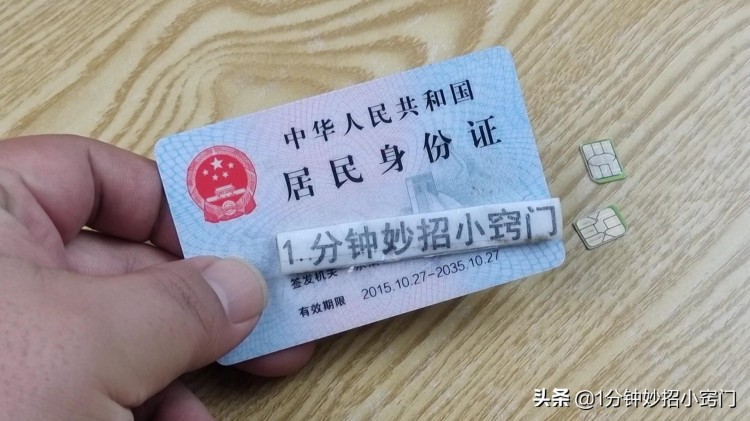 中华人民共和国
居民身份证
1.分钟妙招小窍门
签发机关
有效期限 2015.10.27-2035.10.27
头条 @1分钟妙招小窍门